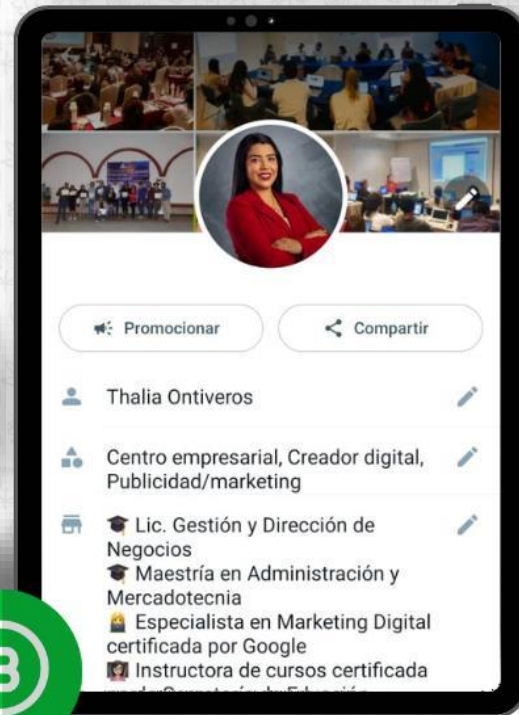 Promocionar
Compartir
Thalia Ontiveros
Centro empresarial, Creador digital,
Publicidad/marketing
🎓 Lic. Gestión y Dirección de
Negocios
🎓 Maestría en Administración y
Mercadotecnia
👩‍💼 Especialista en Marketing Digital
certificada por Google
👩🏻‍🏫 Instructora de cursos certificada
B